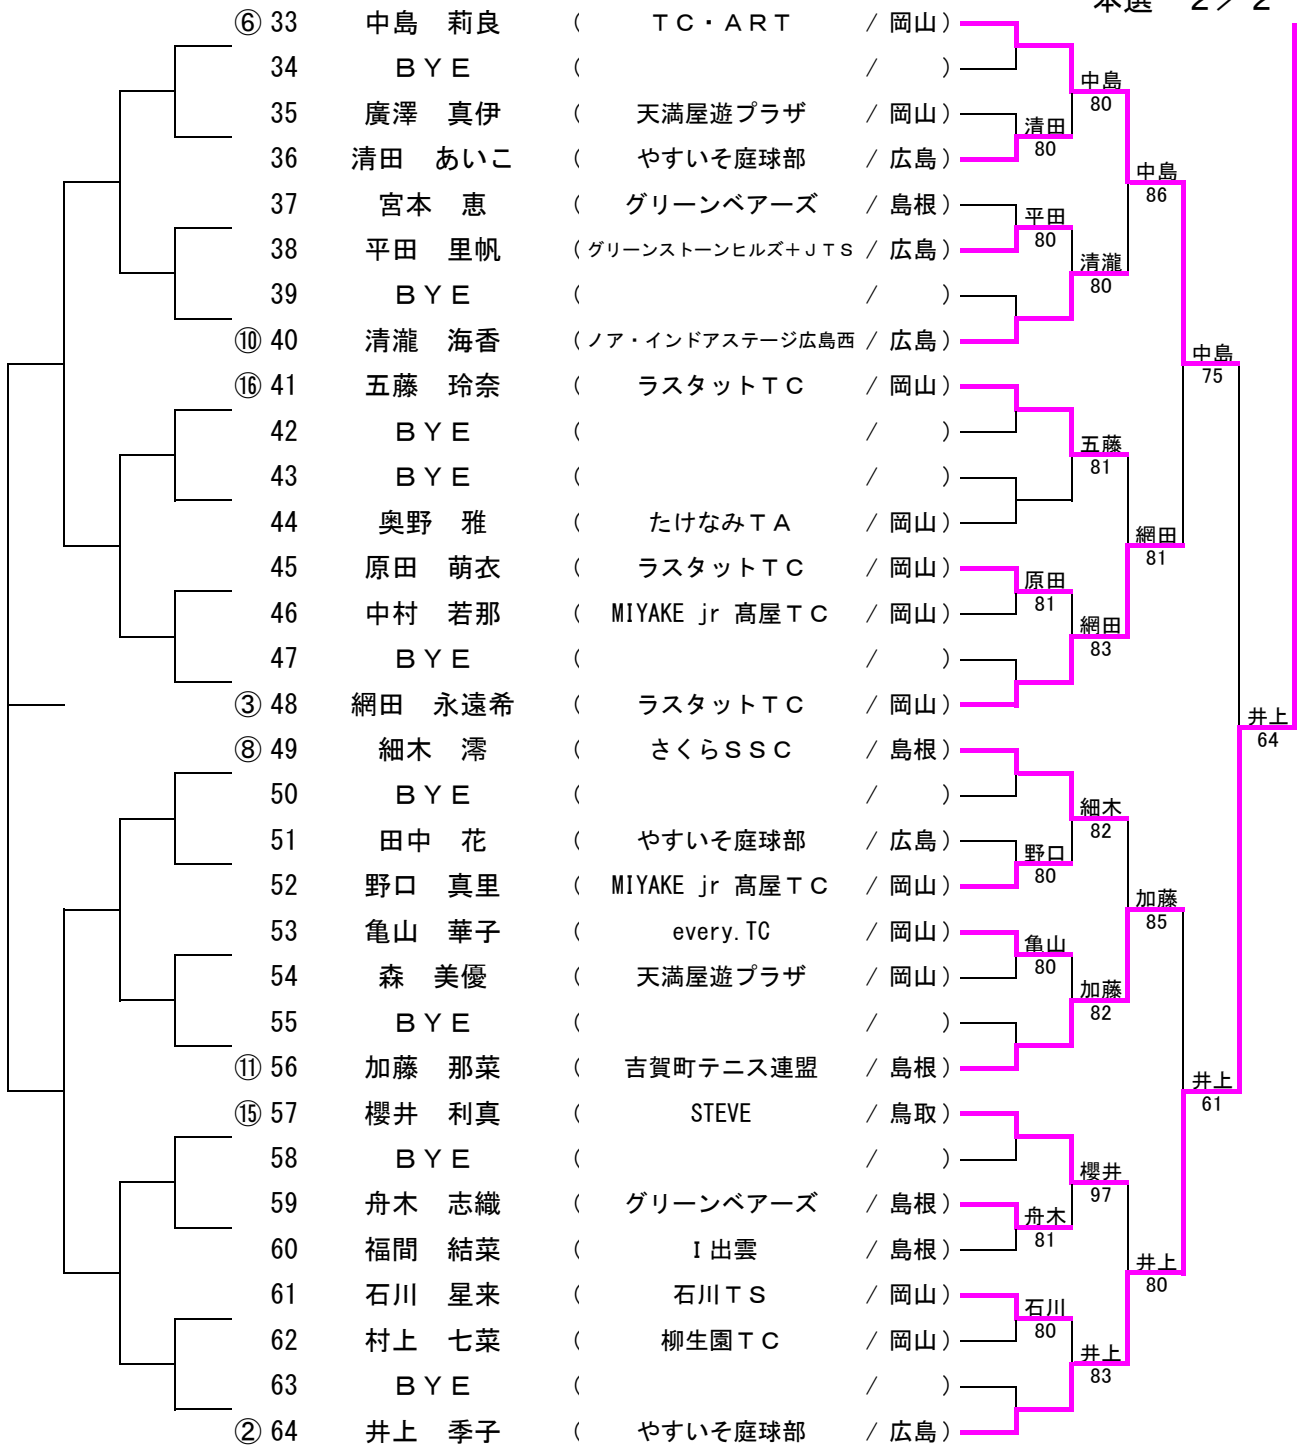 本選 2／2
⑥ 33 中島 莉良 ( TC・ART / 岡山 )
34 BYE ( / )
中島
80
35 廣澤 真伊 ( 天満屋遊プラザ / 岡山 )
清田
80
36 清田 あいこ ( やすいそ庭球部 / 広島 )
中島
86
37 宮本 恵 ( グリーンベアーズ / 島根 )
平田
80
38 平田 里帆 ( グリーンストーンヒルズ＋JTS / 広島 )
清瀧
80
39 BYE ( / )
⑩ 40 清瀧 海香 ( ノア・インドアステージ広島西 / 広島 )
中島
75
⑯ 41 五藤 玲奈 ( ラスタットTC / 岡山 )
42 BYE ( / )
五藤
81
43 BYE ( / )
44 奥野 雅 ( たけなみTA / 岡山 )
網田
81
45 原田 萌衣 ( ラスタットTC / 岡山 )
原田
81
46 中村 若那 ( MIYAKE jr 髙屋TC / 岡山 )
網田
83
47 BYE ( / )
③ 48 網田 永遠希 ( ラスタットTC / 岡山 )
井上
64
⑧ 49 細木 澪 ( さくらSSC / 島根 )
50 BYE ( / )
細木
82
51 田中 花 ( やすいそ庭球部 / 広島 )
野口
80
52 野口 真里 ( MIYAKE jr 髙屋TC / 岡山 )
加藤
85
53 亀山 華子 ( every.TC / 岡山 )
亀山
80
54 森 美優 ( 天満屋遊プラザ / 岡山 )
加藤
82
55 BYE ( / )
⑪ 56 加藤 那菜 ( 吉賀町テニス連盟 / 島根 )
井上
61
⑮ 57 櫻井 利真 ( STEVE / 鳥取 )
58 BYE ( / )
櫻井
97
59 舟木 志織 ( グリーンベアーズ / 島根 )
舟木
81
60 福間 結菜 ( I出雲 / 島根 )
井上
80
61 石川 星来 ( 石川TS / 岡山 )
石川
80
62 村上 七菜 ( 柳生園TC / 岡山 )
井上
83
63 BYE ( / )
② 64 井上 季子 ( やすいそ庭球部 / 広島 )